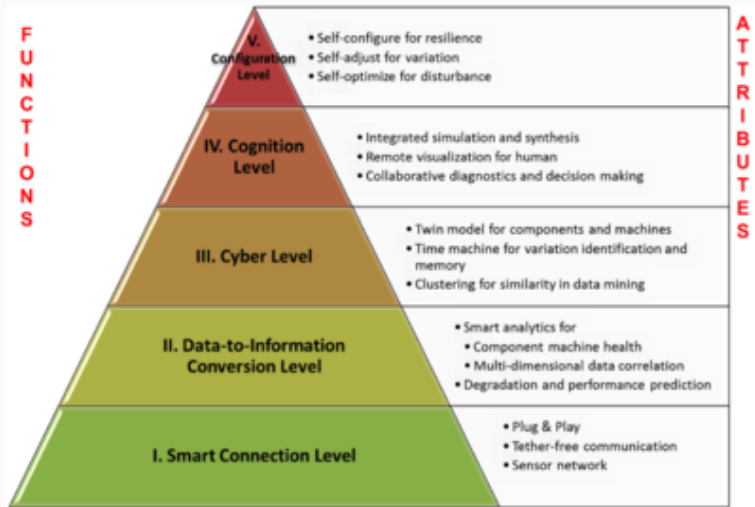 FUNCTIONS
V.
Configuration
Level
• Self-configure for resilience
• Self-adjust for variation
• Self-optimize for disturbance
IV. Cognition
Level
• Integrated simulation and synthesis
• Remote visualization for human
• Collaborative diagnostics and decision making
III. Cyber Level
• Twin model for components and machines
• Time machine for variation identification and
memory
• Clustering for similarity in data mining
II. Data-to-Information
Conversion Level
• Smart analytics for
• Component machine health
• Multi-dimensional data correlation
• Degradation and performance prediction
I. Smart Connection Level
• Plug & Play
• Tether-free communication
• Sensor network
ATTRIBUTES